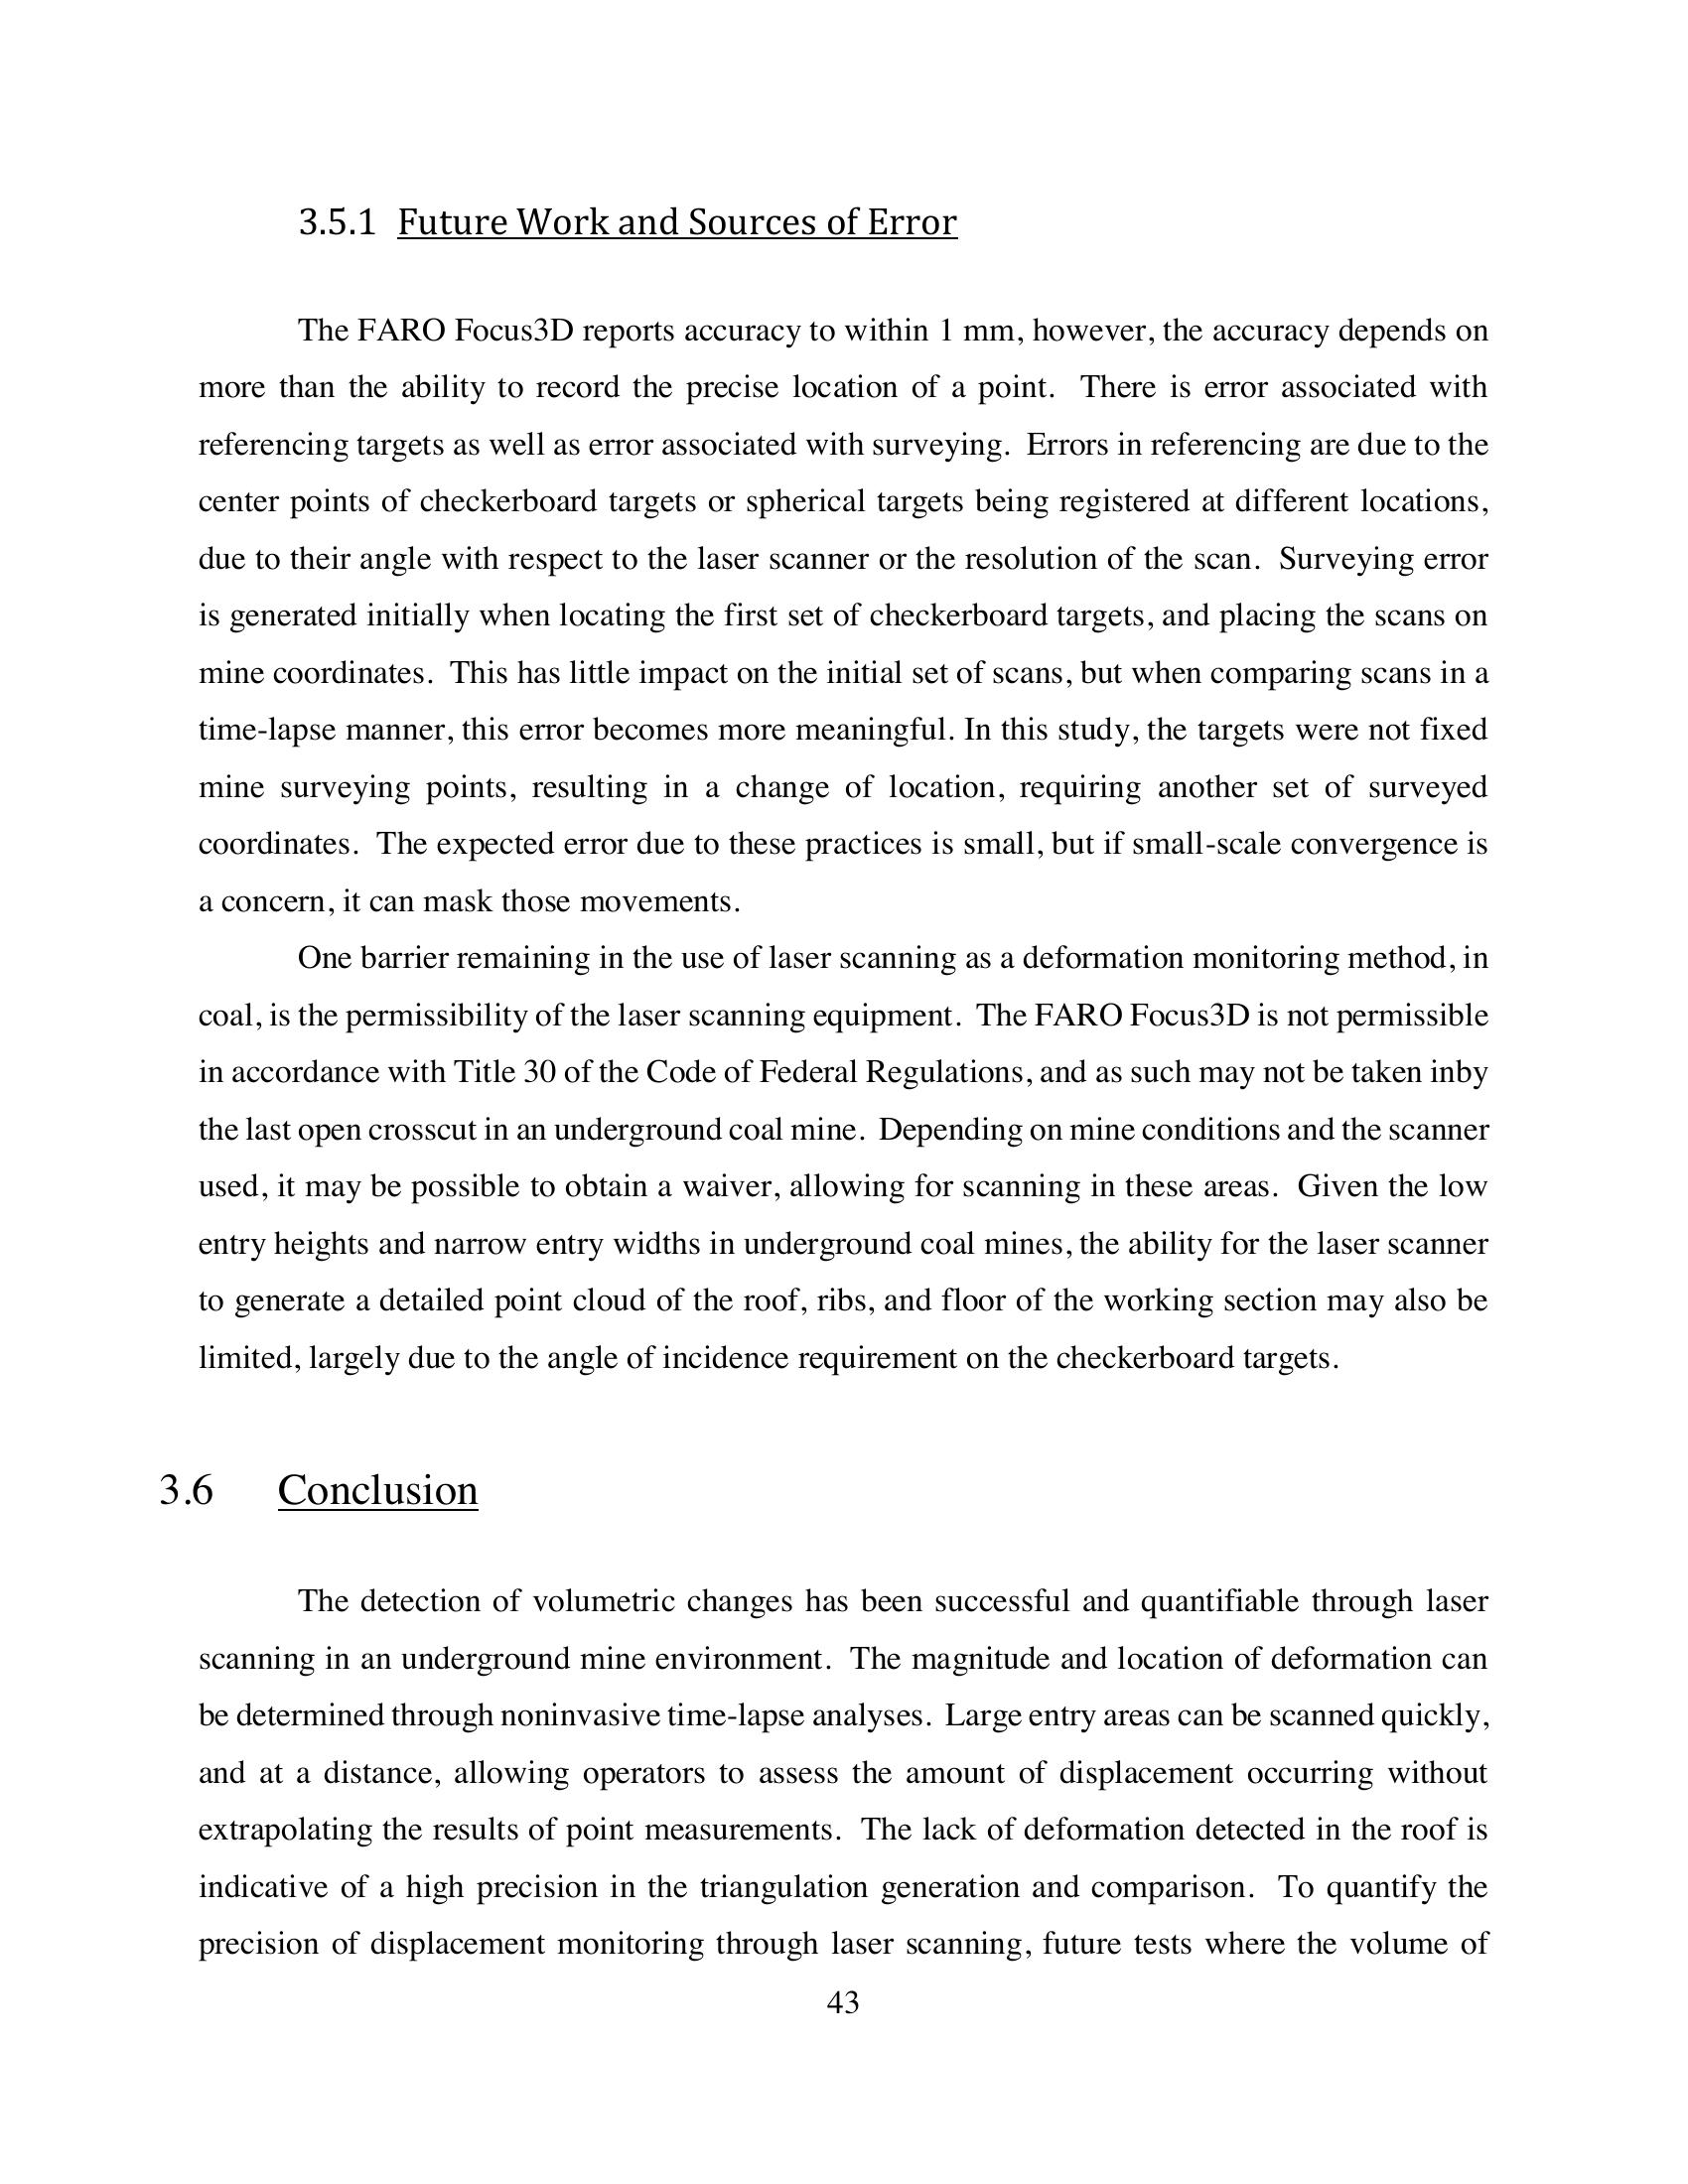 3.5.1 Future Work and Sources of Error
The FARO Focus3D reports accuracy to within 1 mm, however, the accuracy depends on
more than the ability to record the precise location of a point. There is error associated with
referencing targets as well as error associated with surveying. Errors in referencing are due to the
center points of checkerboard targets or spherical targets being registered at different locations,
due to their angle with respect to the laser scanner or the resolution of the scan. Surveying error
is generated initially when locating the first set of checkerboard targets, and placing the scans on
mine coordinates. This has little impact on the initial set of scans, but when comparing scans in a
time-lapse manner, this error becomes more meaningful. In this study, the targets were not fixed
mine surveying points, resulting in a change of location, requiring another set of surveyed
coordinates. The expected error due to these practices is small, but if small-scale convergence is
a concern, it can mask those movements.
One barrier remaining in the use of laser scanning as a deformation monitoring method, in
coal, is the permissibility of the laser scanning equipment. The FARO Focus3D is not permissible
in accordance with Title 30 of the Code of Federal Regulations, and as such may not be taken inby
the last open crosscut in an underground coal mine. Depending on mine conditions and the scanner
used, it may be possible to obtain a waiver, allowing for scanning in these areas. Given the low
entry heights and narrow entry widths in underground coal mines, the ability for the laser scanner
to generate a detailed point cloud of the roof, ribs, and floor of the working section may also be
limited, largely due to the angle of incidence requirement on the checkerboard targets.
3.6 Conclusion
The detection of volumetric changes has been successful and quantifiable through laser
scanning in an underground mine environment. The magnitude and location of deformation can
be determined through noninvasive time-lapse analyses. Large entry areas can be scanned quickly,
and at a distance, allowing operators to assess the amount of displacement occurring without
extrapolating the results of point measurements. The lack of deformation detected in the roof is
indicative of a high precision in the triangulation generation and comparison. To quantify the
precision of displacement monitoring through laser scanning, future tests where the volume of
43